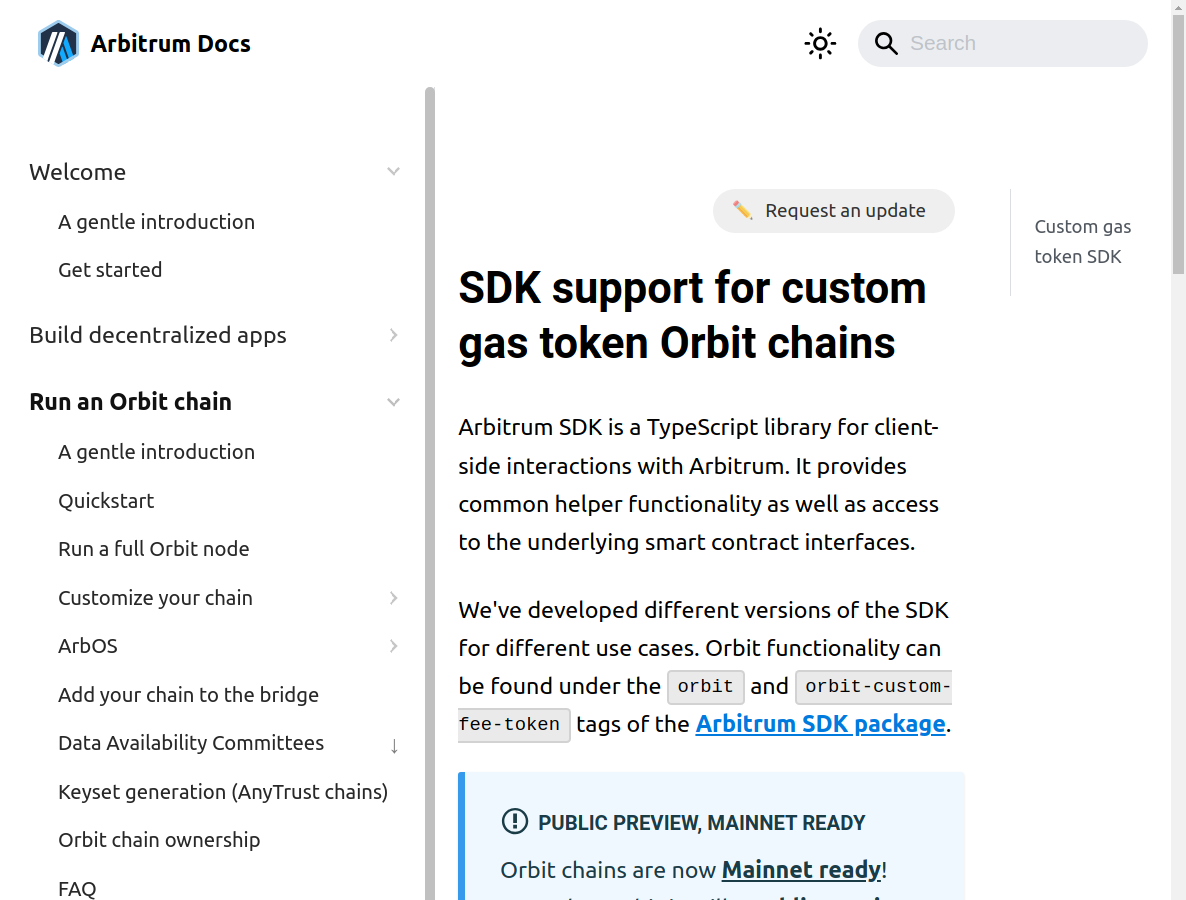 Arbitrum Docs
Search
Welcome
A gentle introduction
Get started
Build decentralized apps
Run an Orbit chain
A gentle introduction
Quickstart
Run a full Orbit node
Customize your chain
ArbOS
Add your chain to the bridge
Data Availability Committees ↓
Keyset generation (AnyTrust chains)
Orbit chain ownership
FAQ
✏️ Request an update
SDK support for custom
gas token Orbit chains
Arbitrum SDK is a TypeScript library for client-
side interactions with Arbitrum. It provides
common helper functionality as well as access
to the underlying smart contract interfaces.
We've developed different versions of the SDK
for different use cases. Orbit functionality can
be found under the orbit and orbit-custom-
fee-token tags of the Arbitrum SDK package.
PUBLIC PREVIEW, MAINNET READY
Orbit chains are now Mainnet ready!
Custom gas
token SDK